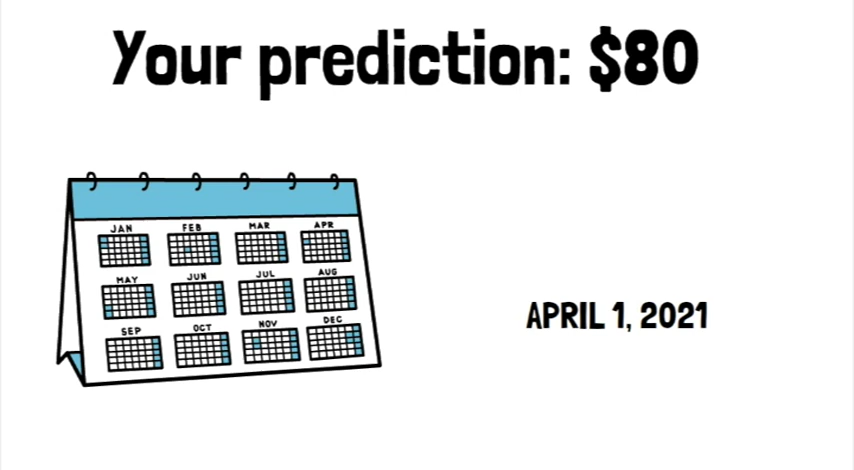 Your prediction: $80
JAN FEB MAR APR
MAY JUN JUL AUG
SEP OCT NOV DEC
APRIL 1, 2021